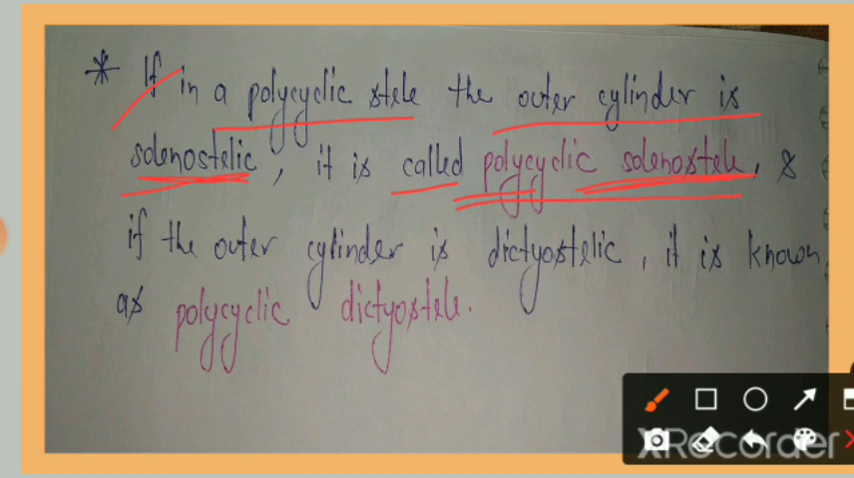 * If in a polycyclic stele the outer cylinder is
solenostelic, it is called polycyclic solenostele, &
if the outer cylinder is dictyostelic, it is known
as polycyclic dictyostele.
XRecorder